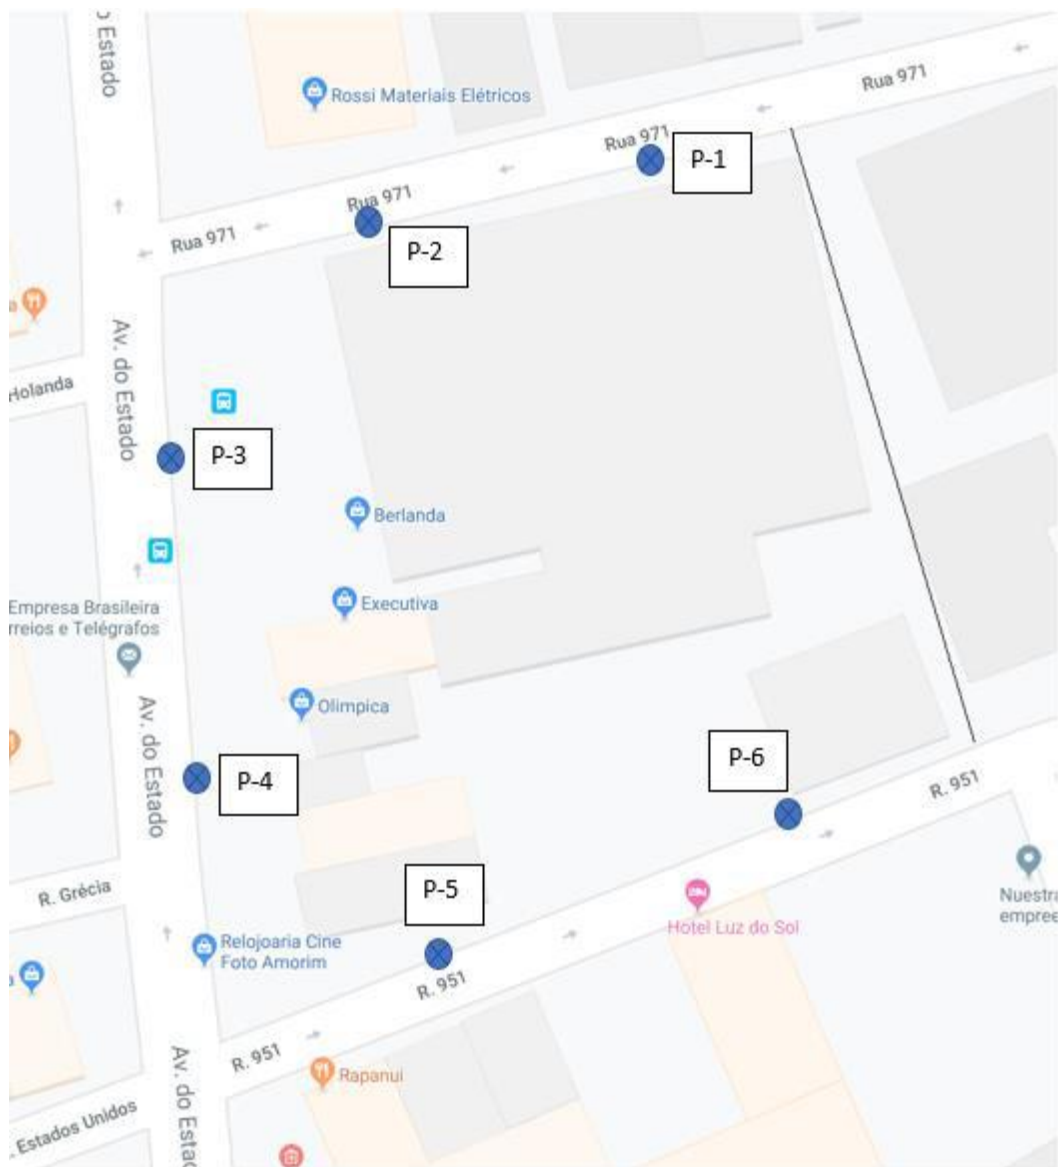 o Estado
Rossi Materiais Elétricos
Rua 971
Rua 971
P-1
Rua 971
Rua 971
P-2
Av. do Estado
Holanda
P-3
Berlanda
Executiva
Empresa Brasileira
rreios e Telégrafos
Olimpica
Av. do Estado
P-4
P-6
R. 951
R. Grécia
P-5
Hotel Luz do Sol
Nuestra
empree
Relojoaria Cine
Foto Amorim
R. 951
R. 951
Rapanui
Av. do Estad
Estados Unidos